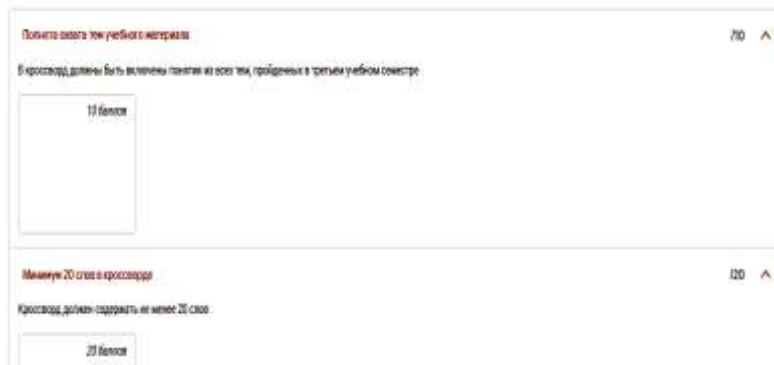 Полнота охвата тем учебного материала
/10
В кроссворд должны быть включены понятия из всех тем, пройденных в третьем учебном семестре
10 баллов
Минимум 20 слов в кроссворде
/20
Кроссворд должен содержать не менее 20 слов
20 баллов